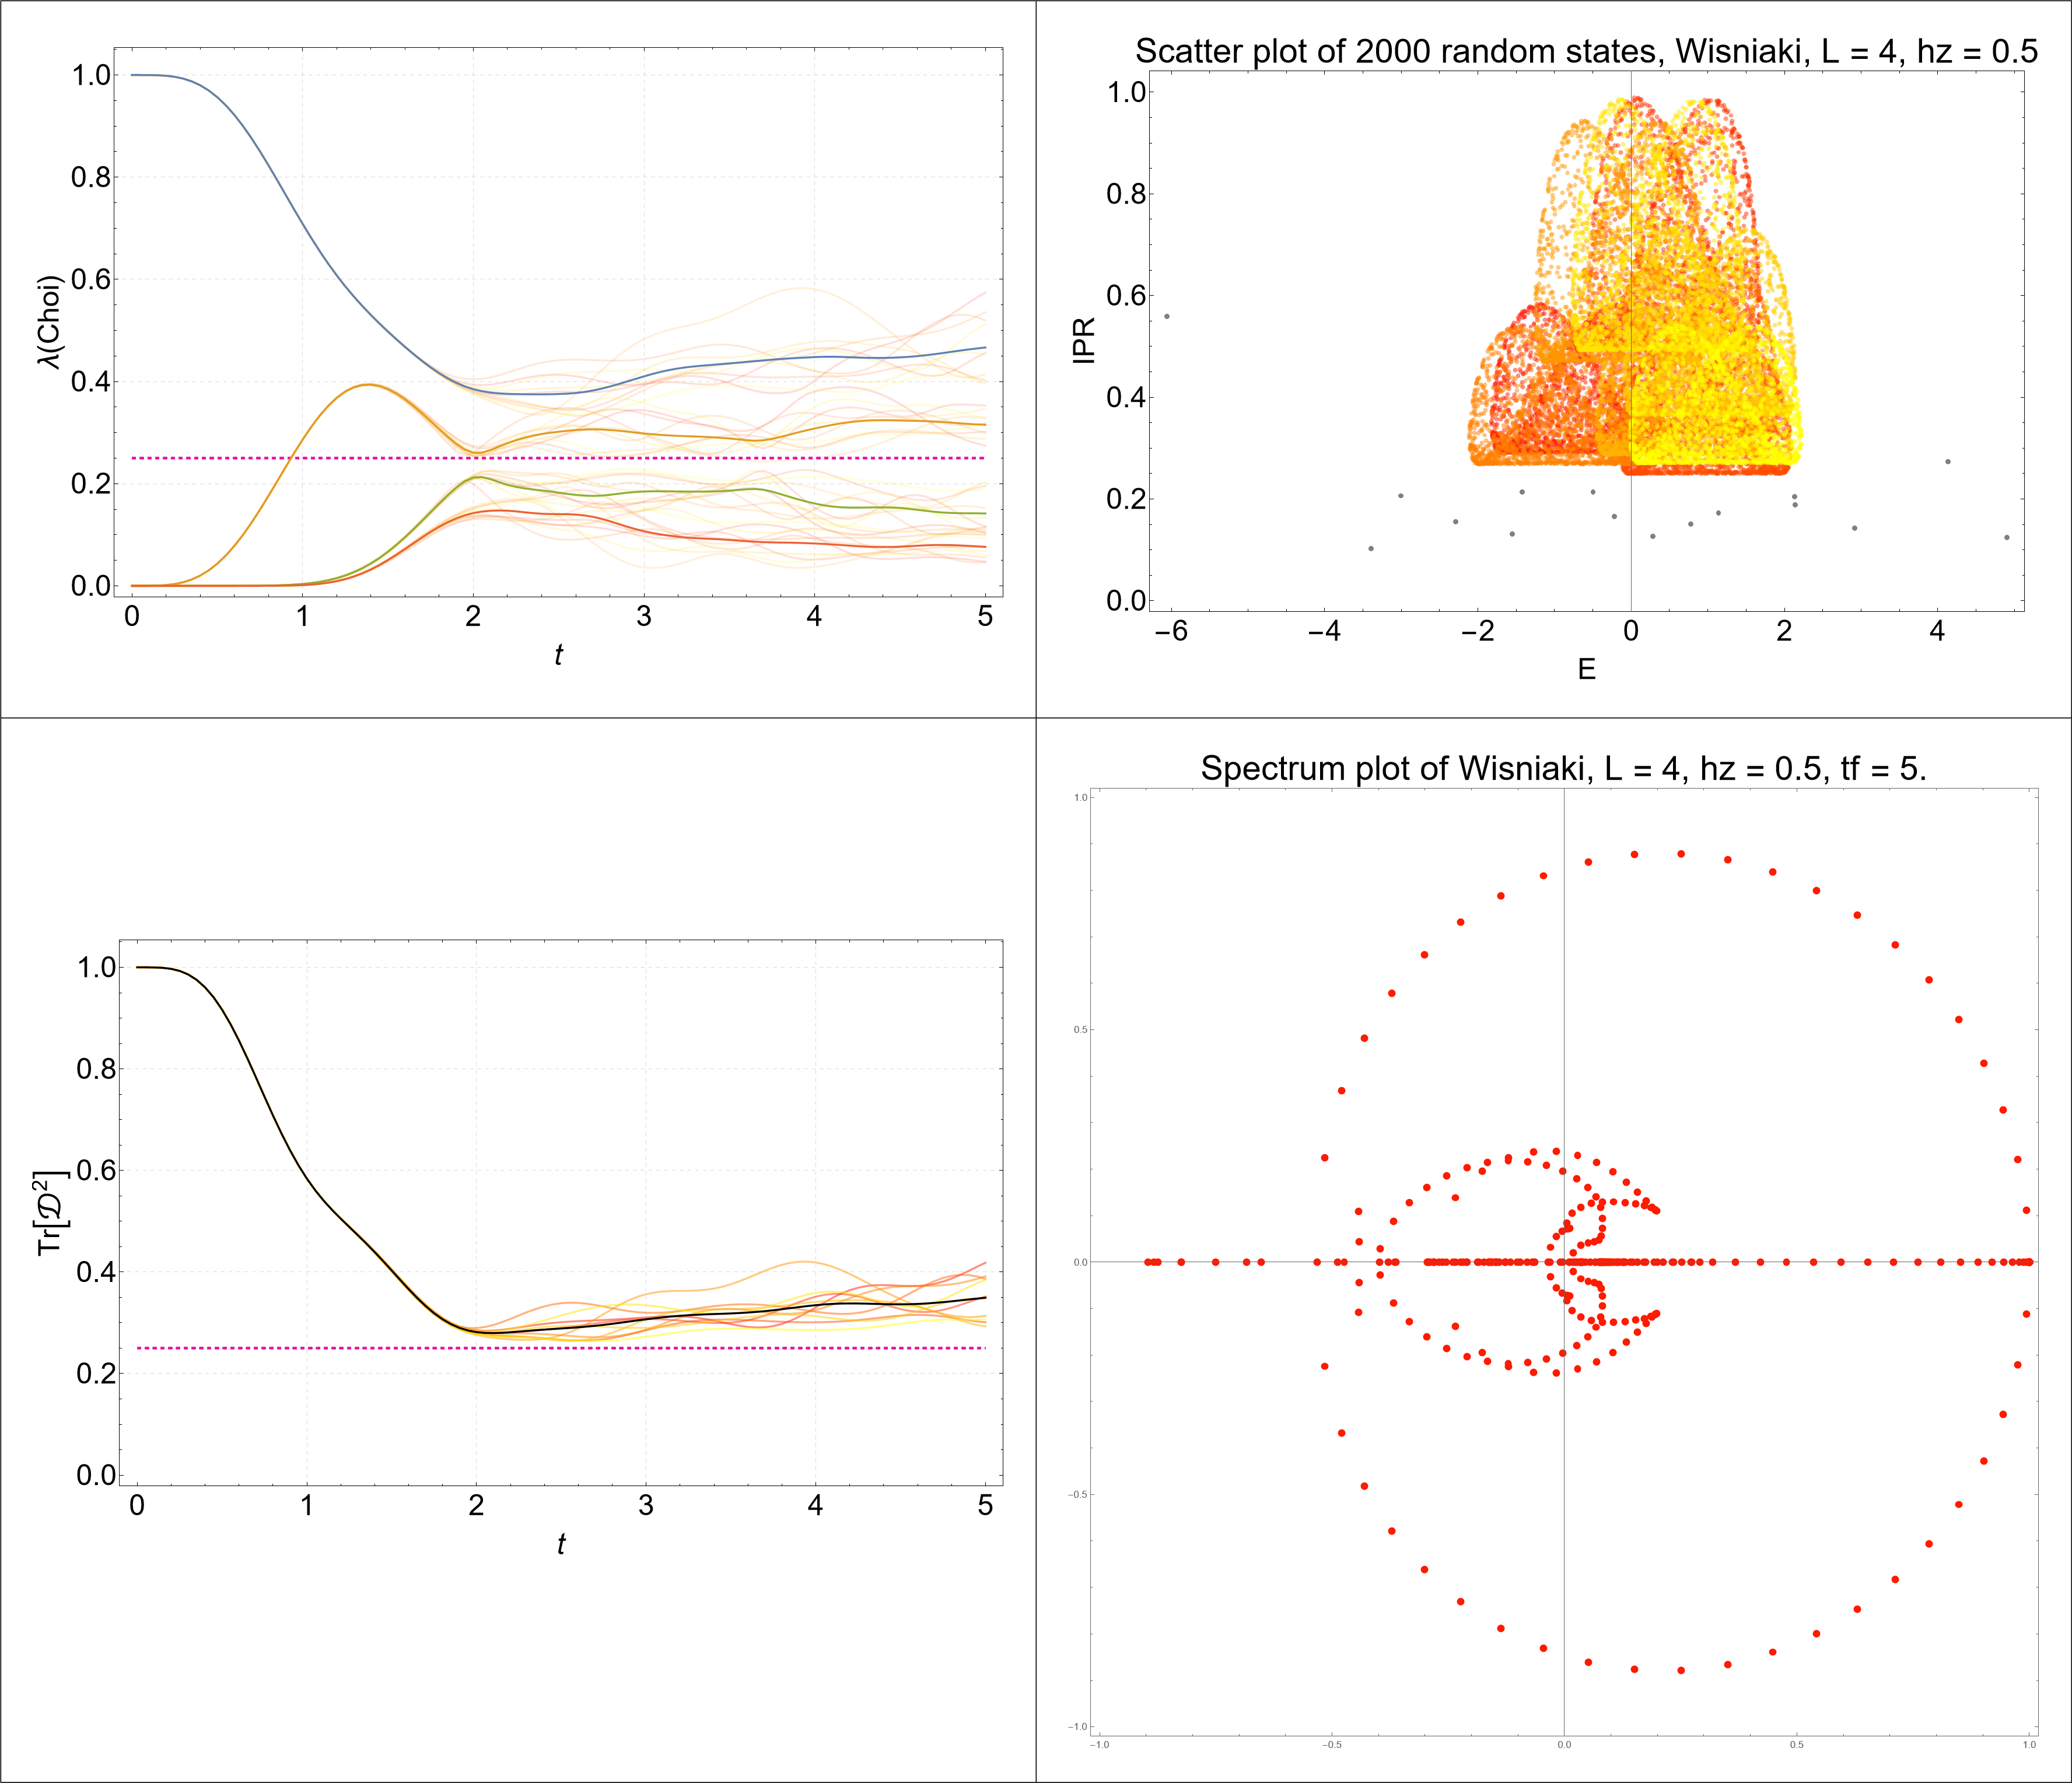 1.0
0.8
0.6
0.4
0.2
0.0
λ(Choi)
0 1 2 3 4 5
t
Scatter plot of 2000 random states, Wisniaki, L = 4, hz = 0.5
1.0
0.8
0.6
0.4
0.2
0.0
IPR
−6 −4 −2 0 2 4
E
1.0
0.8
0.6
0.4
0.2
0.0
Tr[𝒟²]
0 1 2 3 4 5
t
Spectrum plot of Wisniaki, L = 4, hz = 0.5, tf = 5.
1.0
0.5
0.0
−0.5
−1.0
−1.0 −0.5 0.0 0.5 1.0